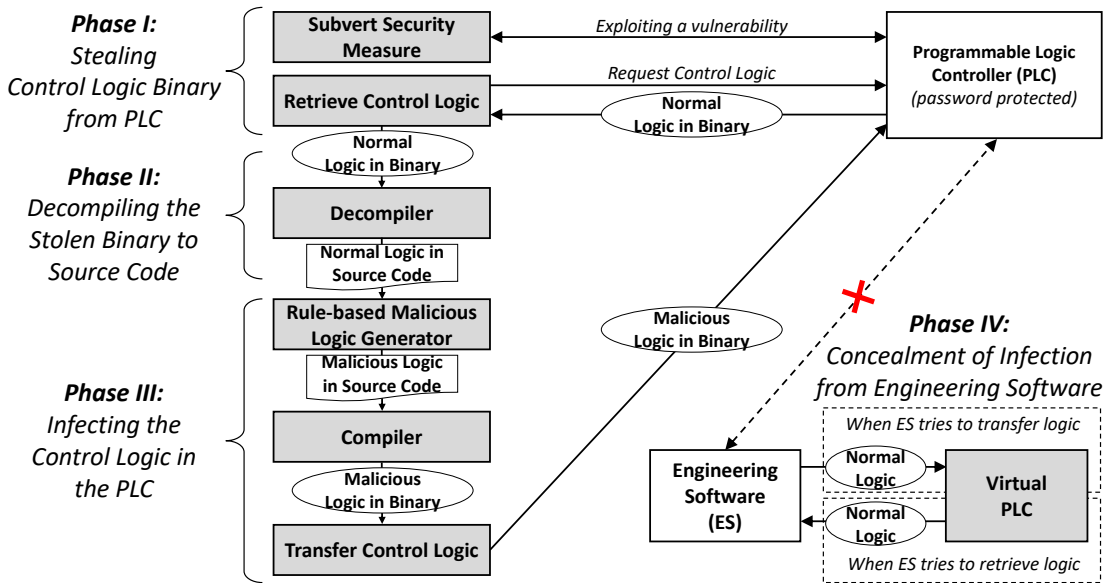 Phase I:
Stealing
Control Logic Binary
from PLC
Subvert Security
Measure
Exploiting a vulnerability
Programmable Logic
Controller (PLC)
(password protected)
Retrieve Control Logic
Request Control Logic
Normal
Logic in Binary
Normal
Logic in Binary
Phase II:
Decompiling the
Stolen Binary to
Source Code
Decompiler
Normal Logic in
Source Code
Phase III:
Infecting the
Control Logic in
the PLC
Rule-based Malicious
Logic Generator
Malicious Logic
in Source Code
Compiler
Malicious
Logic in Binary
Transfer Control Logic
Malicious
Logic in Binary
Phase IV:
Concealment of Infection
from Engineering Software
When ES tries to transfer logic
Engineering
Software
(ES)
Normal
Logic
Virtual
PLC
Normal
Logic
When ES tries to retrieve logic